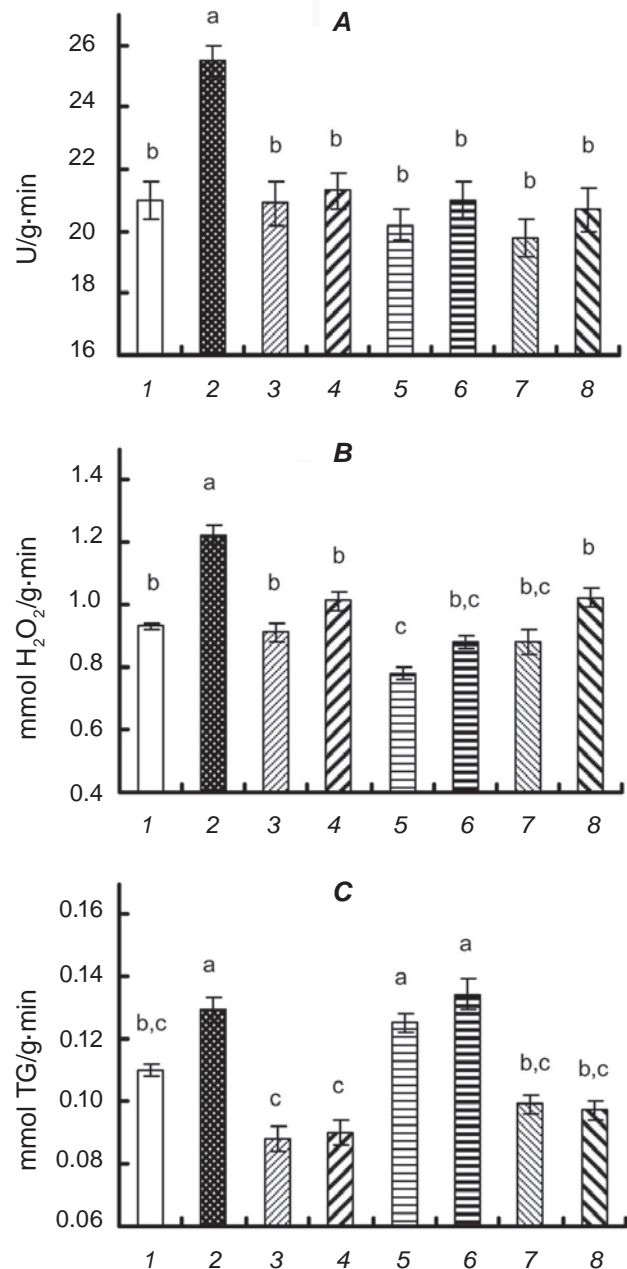 A
a
b b b b b b b
26
24
22
20
18
16
U/g·min
1 2 3 4 5 6 7 8
B
a
b b b c b,c b,c b
1.4
1.2
1.0
0.8
0.6
0.4
mmol H₂O₂/g·min
1 2 3 4 5 6 7 8
C
b,c a c c a a b,c b,c
0.16
0.14
0.12
0.10
0.08
0.06
mmol TG/g·min
1 2 3 4 5 6 7 8